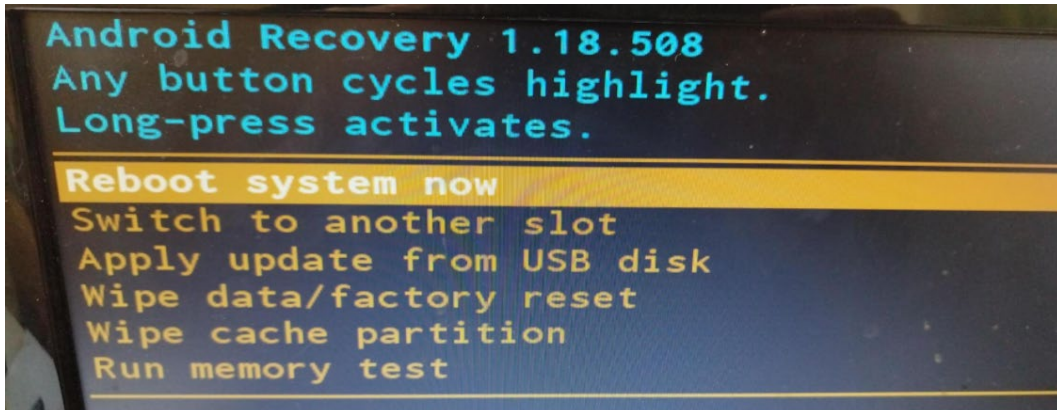 Android Recovery 1.18.508
Any button cycles highlight.
Long-press activates.
Reboot system now
Switch to another slot
Apply update from USB disk
Wipe data/factory reset
Wipe cache partition
Run memory test